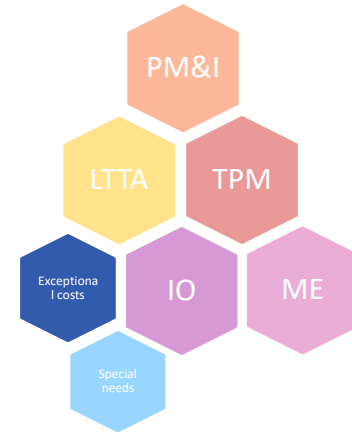 PM&I
LTTA
TPM
Exceptiona
l costs
IO
ME
Special
needs